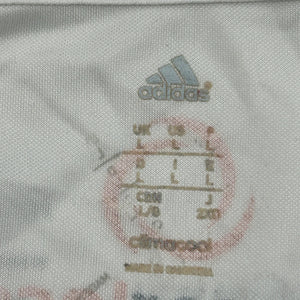 adidas
UK US F
L L L
D I E
L L L
CHN J
L/G 2XO
climacool
MADE IN CAMBODIA